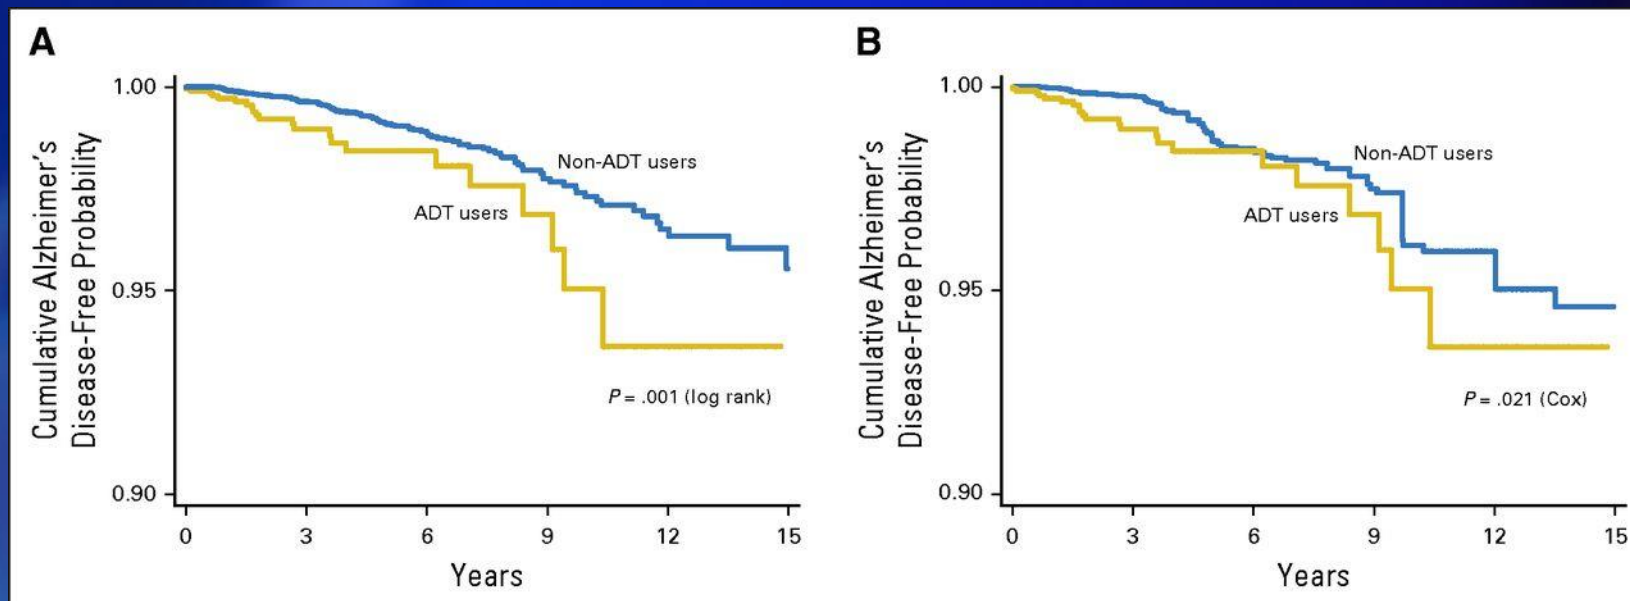 A
Cumulative Alzheimer's
Disease-Free Probability
1.00
0.95
0.90
Non-ADT users
ADT users
P = .001 (log rank)
0 3 6 9 12 15
Years
B
Cumulative Alzheimer's
Disease-Free Probability
1.00
0.95
0.90
Non-ADT users
ADT users
P = .021 (Cox)
0 3 6 9 12 15
Years